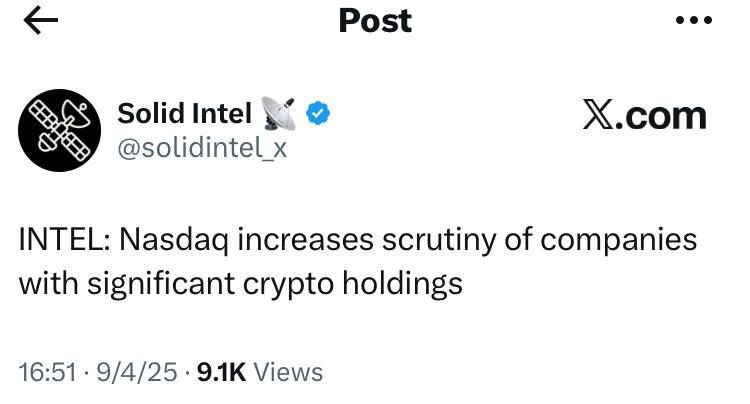 Post
Solid Intel
@solidintel_x
X.com
INTEL: Nasdaq increases scrutiny of companies
with significant crypto holdings
16:51 · 9/4/25 · 9.1K Views